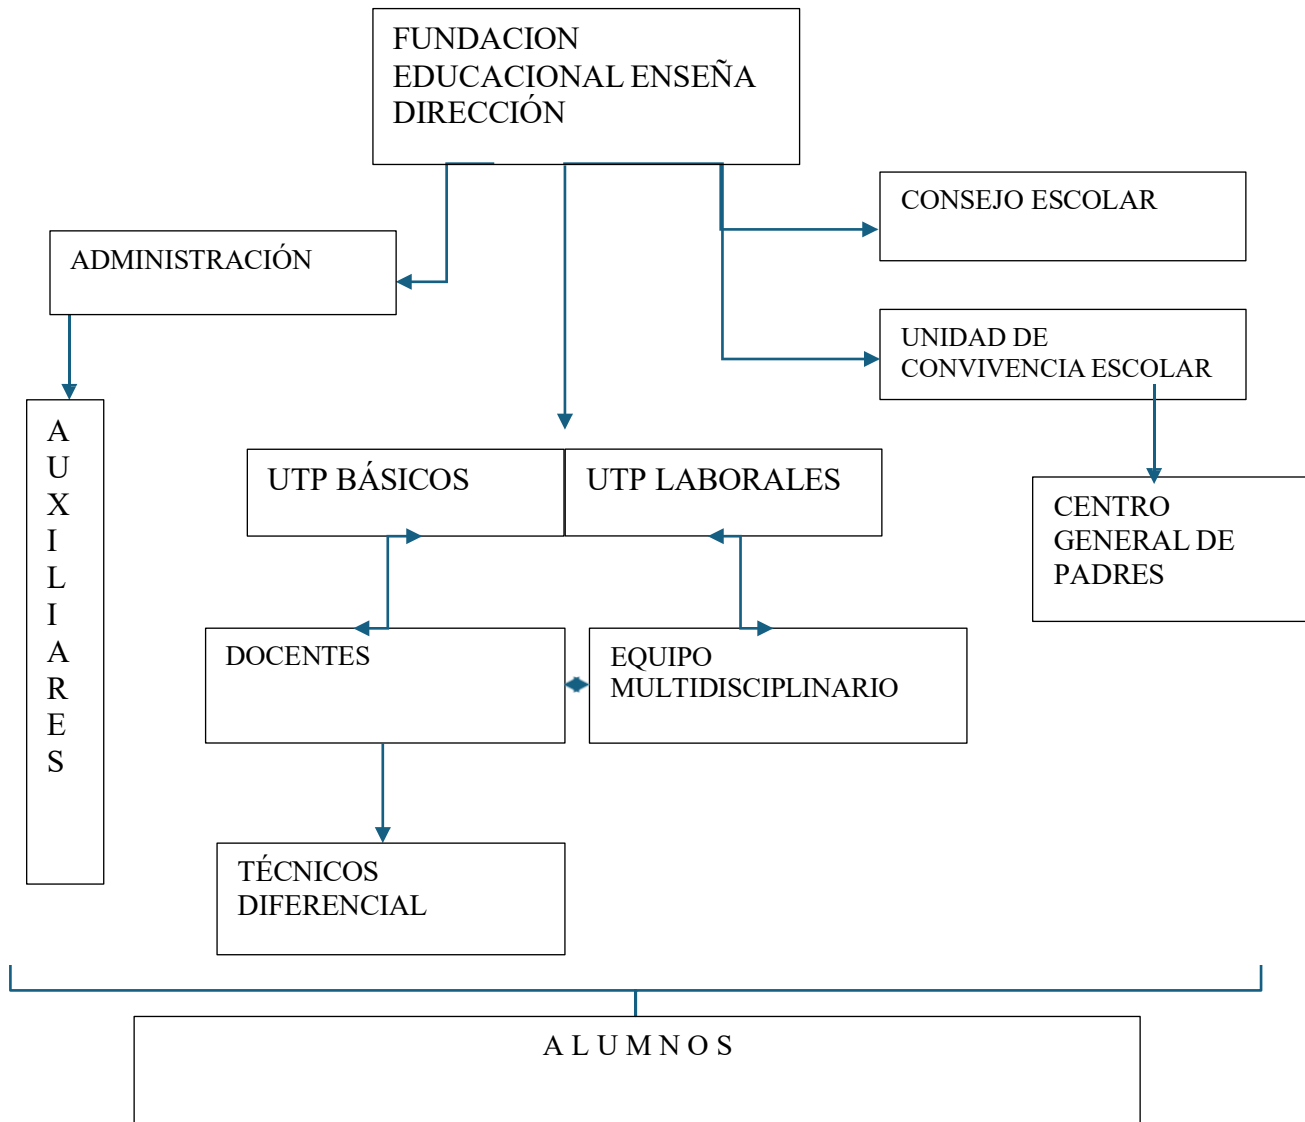 FUNDACION
EDUCACIONAL ENSEÑA
DIRECCIÓN
CONSEJO ESCOLAR
ADMINISTRACIÓN
UNIDAD DE
CONVIVENCIA ESCOLAR
A
U
X
I
L
I
A
R
E
S
UTP BÁSICOS
UTP LABORALES
CENTRO
GENERAL DE
PADRES
DOCENTES
EQUIPO
MULTIDISCIPLINARIO
TÉCNICOS
DIFERENCIAL
A L U M N O S